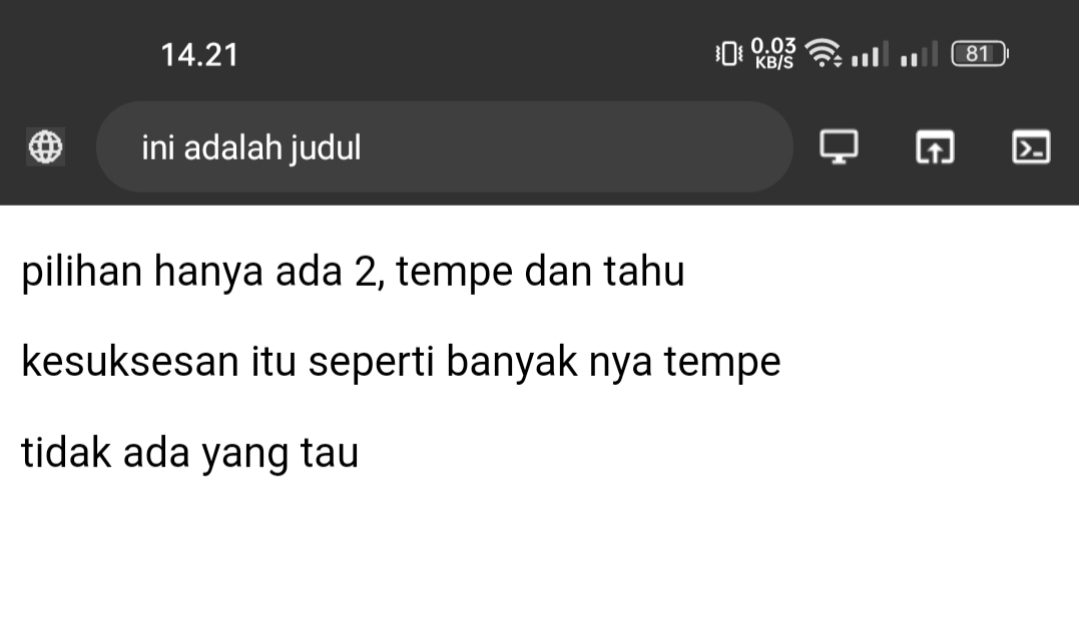 14.21
0.03
KB/S
81
ini adalah judul
pilihan hanya ada 2, tempe dan tahu
kesuksesan itu seperti banyak nya tempe
tidak ada yang tau